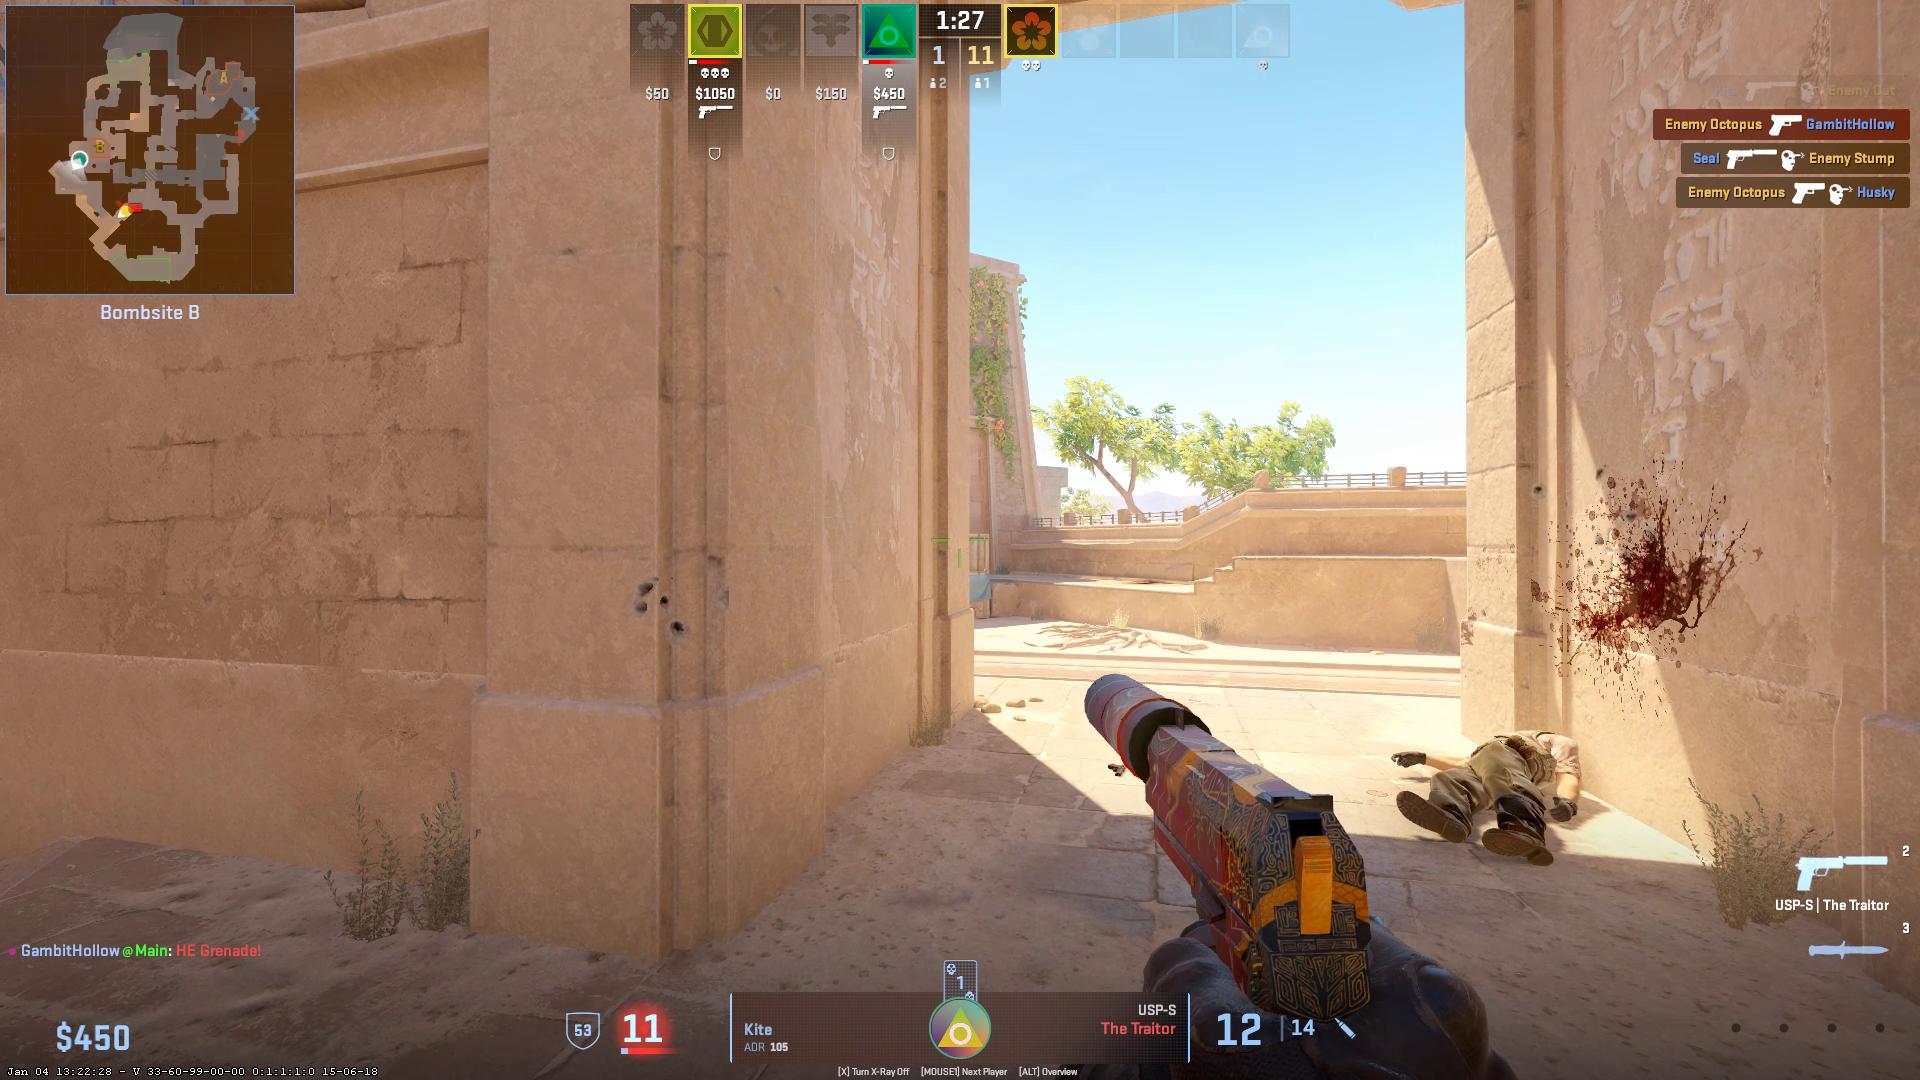 A
B
Bombsite B
1:27
1
11
2
1
$50
$1050
$0
$150
$450
Enemy Oat
Enemy Octopus GambitHollow
Seal Enemy Stump
Enemy Octopus Husky
2
USP-S | The Traitor
3
GambitHollow@Main: HE Grenade!
$450
53
11
Kite
ADR 105
1
USP-S
The Traitor
12 | 14
[X] Turn X-Ray Off [MOUSE1] Next Player [ALT] Overview
Jan 04 13:22:28 - V 33-60-99-00-00 0:1:1:1:0 15-06-18